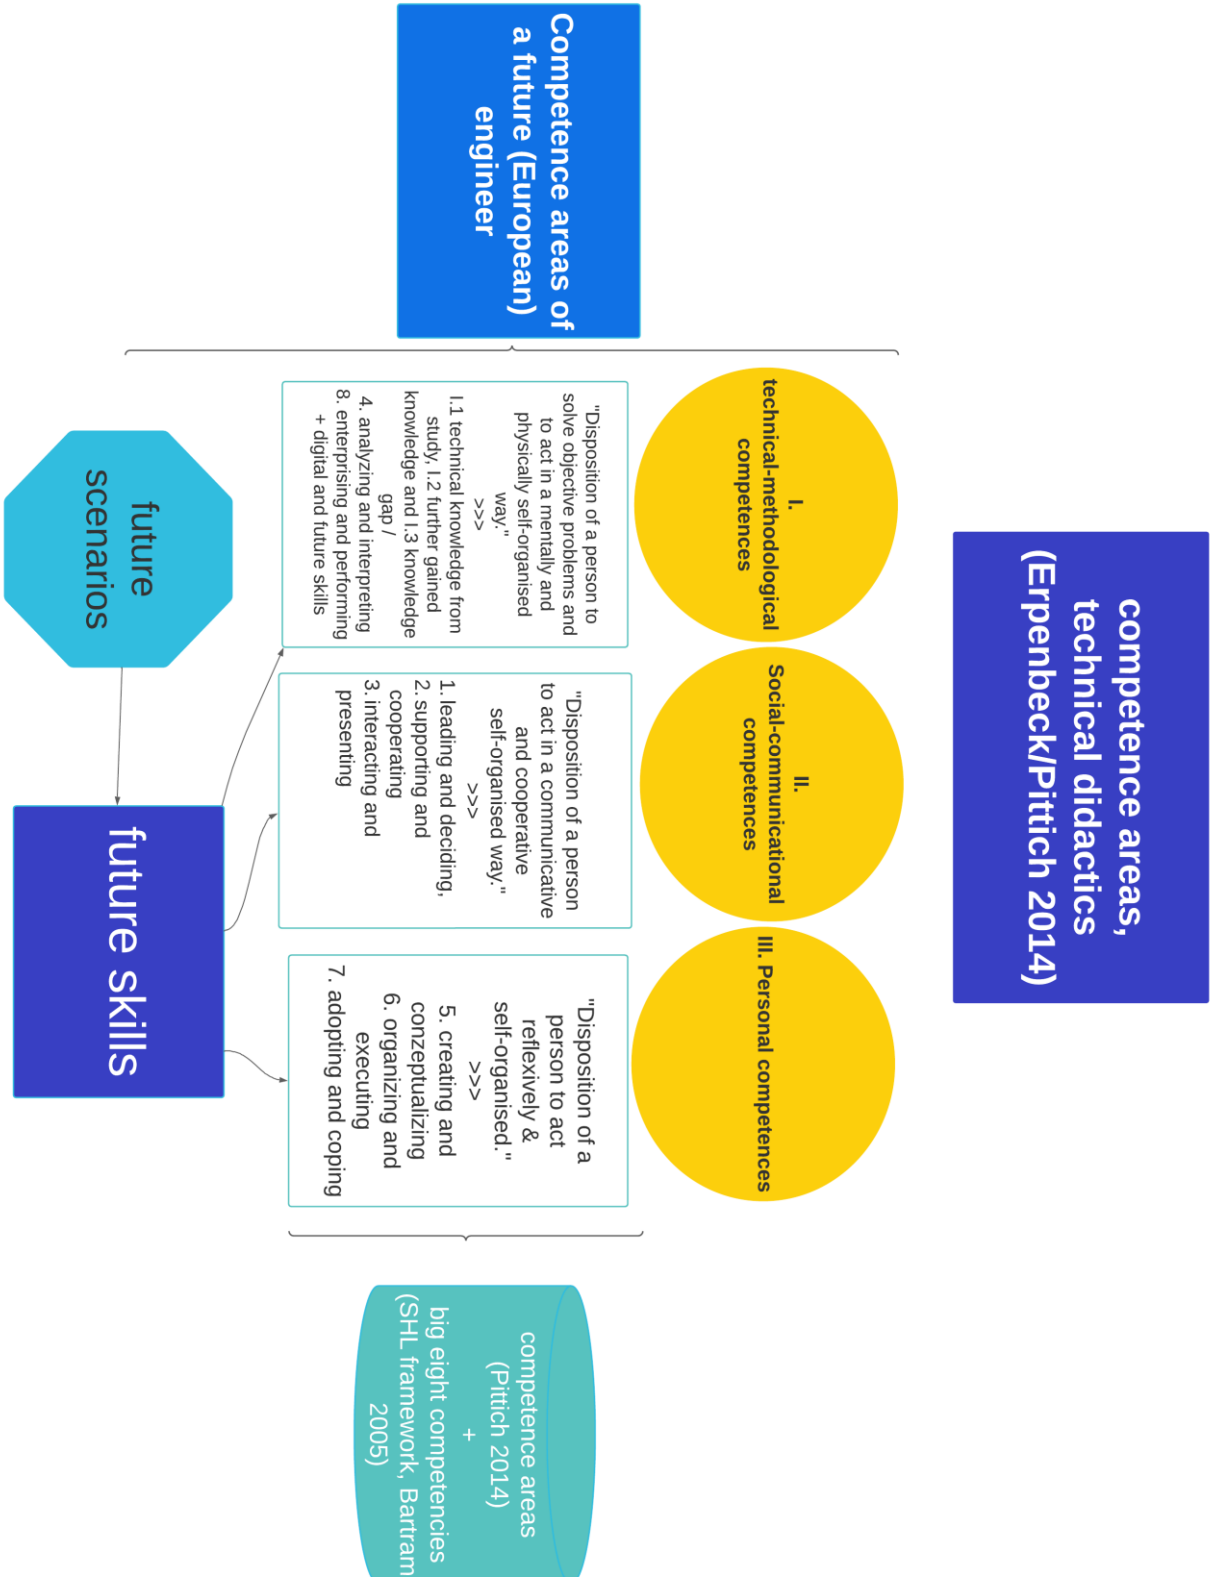 competence areas,
technical didactics
(Erpenbeck/Pittich 2014)
Competence areas of
a future (European)
engineer
I.
technical-methodological
competences
II.
Social-communicational
competences
III. Personal competences
"Disposition of a person to
solve objective problems and
to act in a mentally and
physically self-organised
way."
>>>
I.1 technical knowledge from
study, I.2 further gained
knowledge and I.3 knowledge
gap /
4. analyzing and interpreting
8. enterprising and performing
+ digital and future skills
"Disposition of a person
to act in a communicative
and cooperative
self-organised way."
>>>
1. leading and deciding,
2. supporting and
cooperating
3. interacting and
presenting
"Disposition of a
person to act
reflexively &
self-organised."
>>>
5. creating and
conzeptualizing
6. organizing and
executing
7. adopting and coping
competence areas
(Pittich 2014)
+
big eight competencies
(SHL framework, Bartram
2005)
future
scenarios
future skills